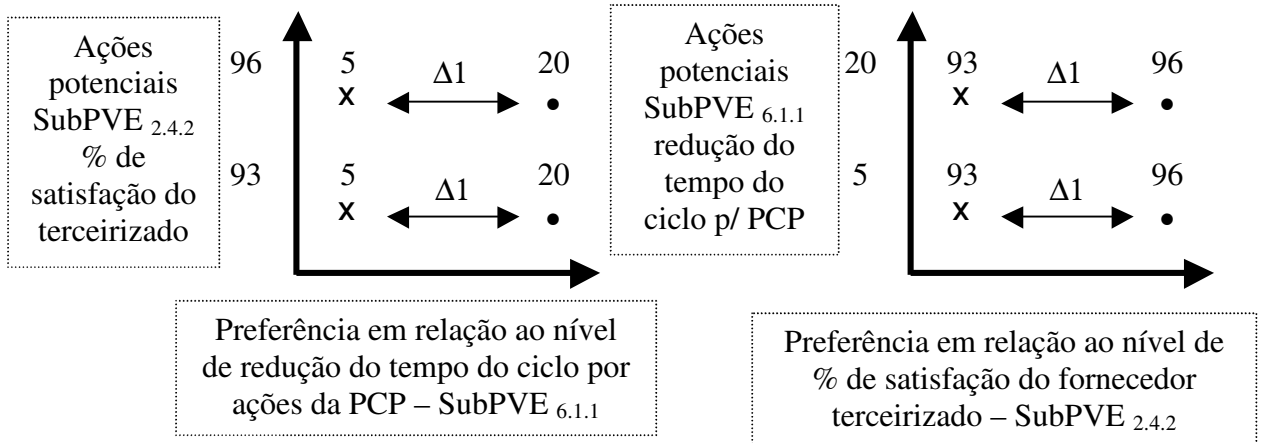 Ações
potenciais
SubPVE 2.4.2
% de
satisfação do
terceirizado
96
5
Δ1
20
x
•
93
5
Δ1
20
x
•
Preferência em relação ao nível
de redução do tempo do ciclo por
ações da PCP – SubPVE 6.1.1
Ações
potenciais
SubPVE 6.1.1
redução do
tempo do
ciclo p/ PCP
20
93
Δ1
96
x
•
5
93
Δ1
96
x
•
Preferência em relação ao nível de
% de satisfação do fornecedor
terceirizado – SubPVE 2.4.2